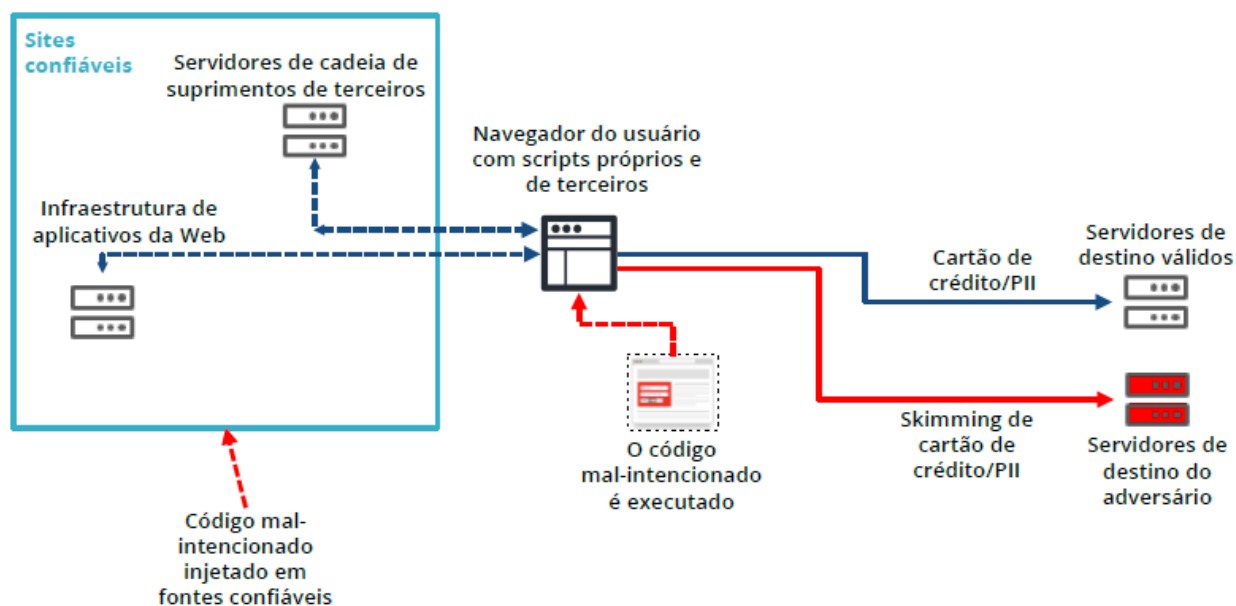 Sites
confiáveis
Servidores de cadeia de
suprimentos de terceiros
Infraestrutura de
aplicativos da Web
Navegador do usuário
com scripts próprios e
de terceiros
Cartão de
crédito/PII
Servidores de
destino válidos
O código
mal-intencionado
é executado
Skimming de
cartão de
crédito/PII
Servidores de
destino do
adversário
Código mal-
intencionado
injetado em
fontes confiáveis